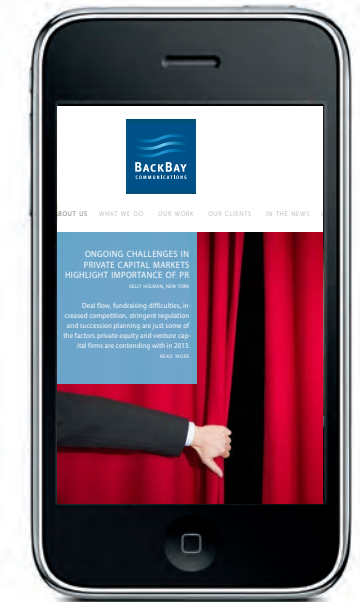 BACKBAY
COMMUNICATIONS
ABOUT US WHAT WE DO OUR WORK OUR CLIENTS IN THE NEWS
ONGOING CHALLENGES IN
PRIVATE CAPITAL MARKETS
HIGHLIGHT IMPORTANCE OF PR
KELLY HOLMAN, NEW YORK
Deal flow, fundraising difficulties, in-
creased competition, stringent regulation
and succession planning are just some of
the factors private equity and venture cap-
ital firms are contending with in 2013.
READ MORE